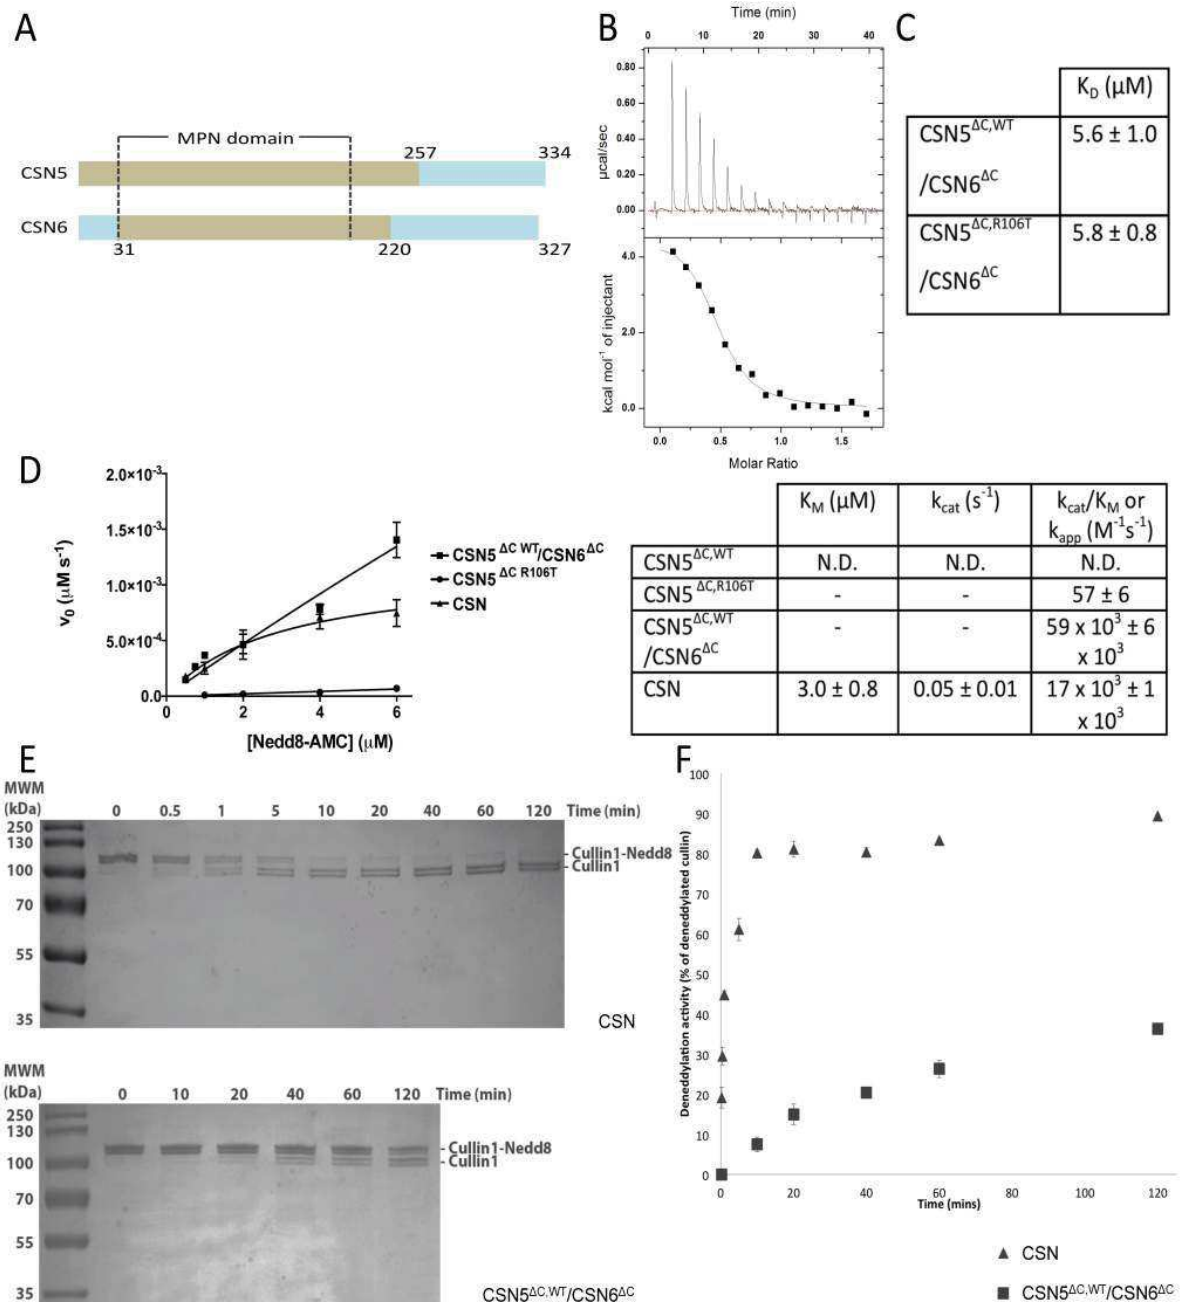 A
MPN domain
257
334
CSN5
CSN6
31
220
327
B
Time (min)
0 10 20 30 40
0.80
0.60
0.40
0.20
0.00
µcal/sec
4.0
2.0
0.0
kcal mol⁻¹ of injectant
0.0 0.5 1.0 1.5
Molar Ratio
C
K_D (µM)
CSN5^ΔC,WT
/CSN6^ΔC
5.6 ± 1.0
CSN5^ΔC,R106T
/CSN6^ΔC
5.8 ± 0.8
D
2.0×10⁻³
1.5×10⁻³
1.0×10⁻³
5.0×10⁻⁴
0.0
v₀ (µM s⁻¹)
0 2 4 6
[Nedd8-AMC] (µM)
CSN5 ^ΔC WT/CSN6^ΔC
CSN5 ^ΔC R106T
CSN
K_M (µM)
k_cat (s⁻¹)
k_cat/K_M or
k_app (M⁻¹s⁻¹)
CSN5^ΔC,WT N.D. N.D. N.D.
CSN5 ^ΔC,R106T - - 57 ± 6
CSN5^ΔC,WT - - 59 x 10³ ± 6
/CSN6^ΔC x 10³
CSN 3.0 ± 0.8 0.05 ± 0.01 17 x 10³ ± 1
x 10³
E
MWM
(kDa)
0 0.5 1 5 10 20 40 60 120 Time (min)
250
130
100
70
55
35
- Cullin1-Nedd8
- Cullin1
CSN
MWM
(kDa)
0 10 20 40 60 120 Time (min)
250
130
100
70
55
35
- Cullin1-Nedd8
- Cullin1
CSN5^ΔC,WT/CSN6^ΔC
F
100
90
80
70
60
50
40
30
20
10
0
Deneddylation activity (% of deneddylated cullin)
0 20 40 60 80 100 120
Time (mins)
▲ CSN
■ CSN5^ΔC,WT/CSN6^ΔC